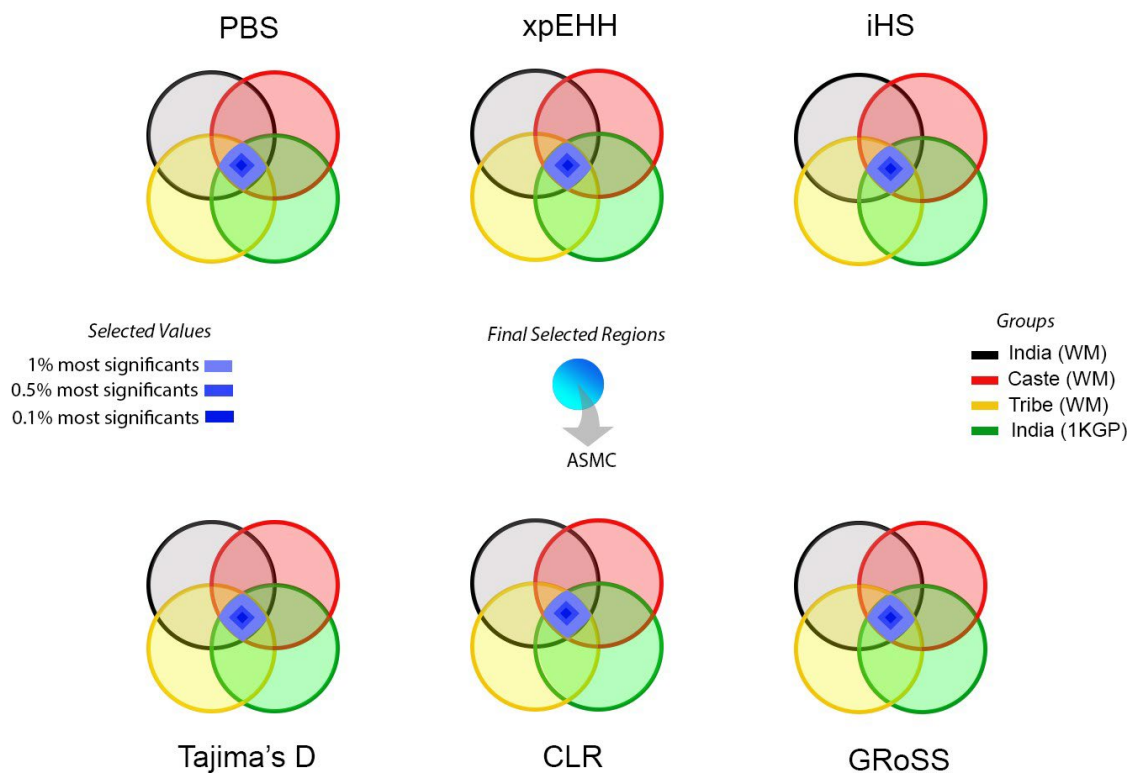 PBS
xpEHH
iHS
Selected Values
1% most significants
0.5% most significants
0.1% most significants
Final Selected Regions
ASMC
Groups
India (WM)
Caste (WM)
Tribe (WM)
India (1KGP)
Tajima's D
CLR
GRoSS